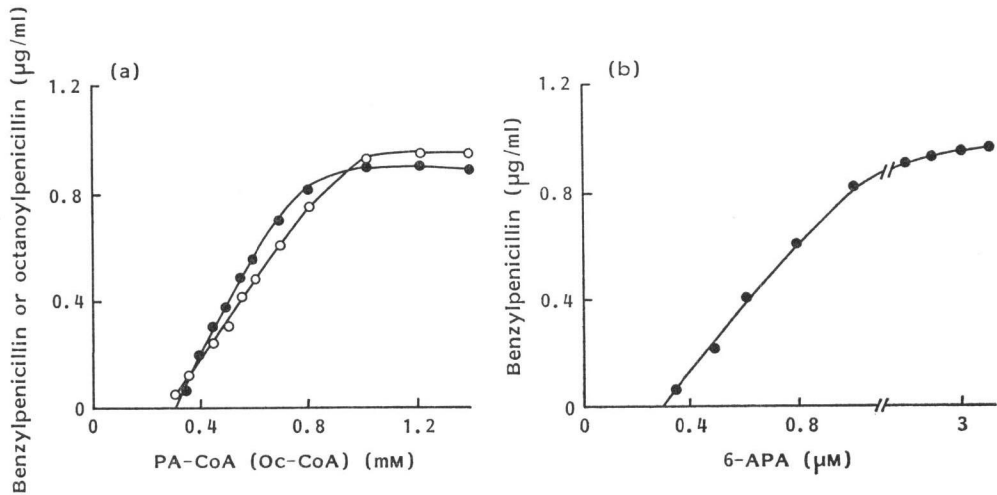 Benzylpenicillin or octanoylpenicillin (µg/ml)
(a)
1.2
0.8
0.4
0
0
0.4
0.8
1.2
PA-CoA (Oc-CoA) (mM)
Benzylpenicillin (µg/ml)
(b)
1.2
0.8
0.4
0
0
0.4
0.8
3
6-APA (µM)